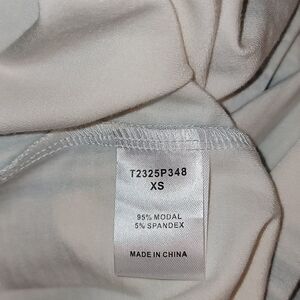 T2325P348
XS
95% MODAL
5% SPANDEX
MADE IN CHINA